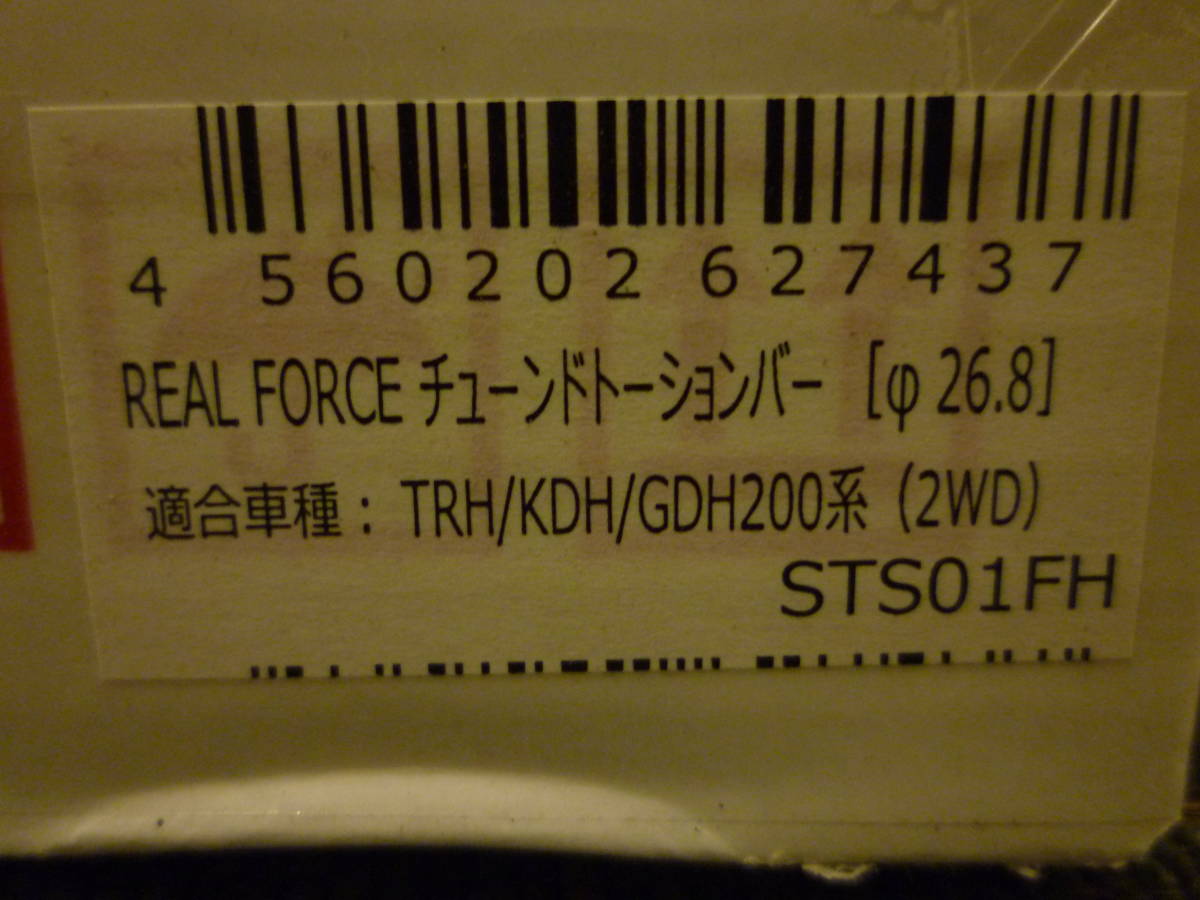 4 560202 627437
REAL FORCE チューンドトーションバー [φ 26.8]
適合車種：TRH/KDH/GDH200系 (2WD)
STS01FH